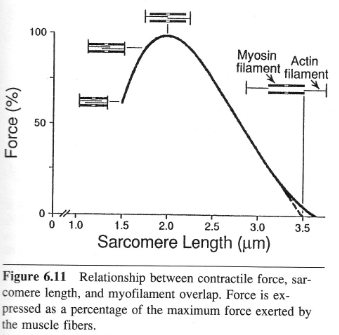 100
50
0
Force (%)
Myosin
filament
Actin
filament
0 1.0 1.5 2.0 2.5 3.0 3.5
Sarcomere Length (μm)
Figure 6.11 Relationship between contractile force, sar-
comere length, and myofilament overlap. Force is ex-
pressed as a percentage of the maximum force exerted by
the muscle fibers.